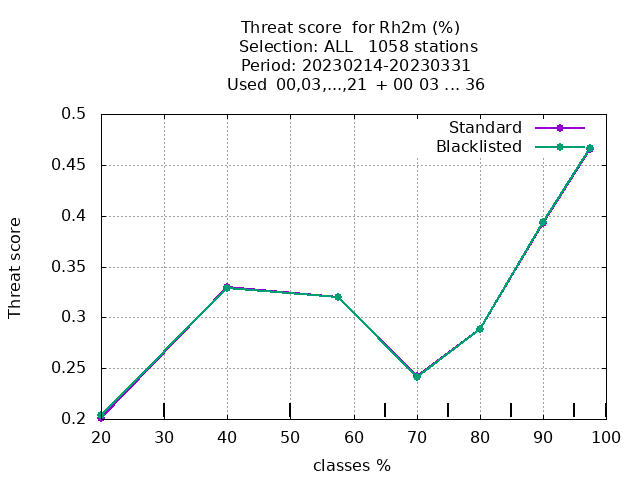 Threat score  for Rh2m (%)
Selection: ALL   1058 stations
Period: 20230214-20230331
Used  00,03,...,21  + 00 03 ... 36
Standard
Blacklisted
0.5
0.45
0.4
0.35
0.3
0.25
0.2
Threat score
20 30 40 50 60 70 80 90 100
classes %